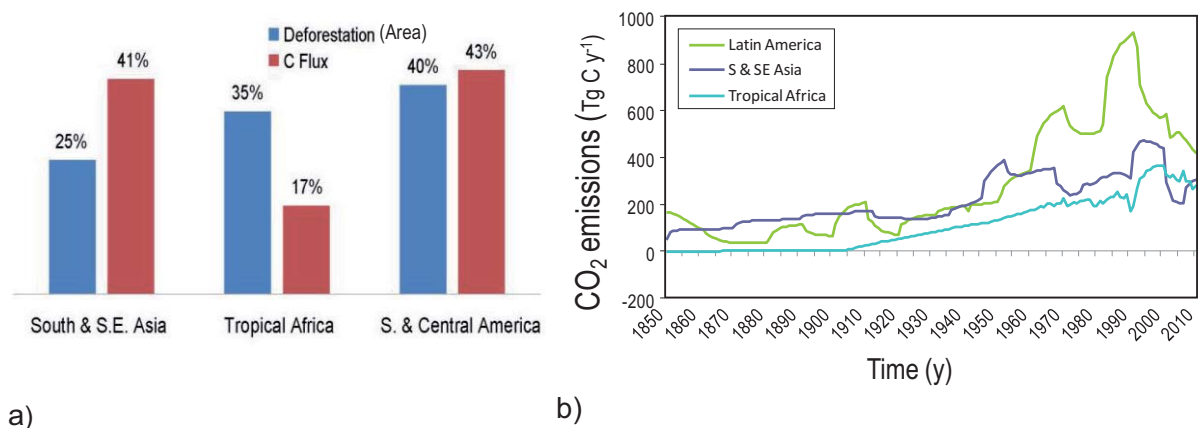 Deforestation (Area)
C Flux
25%
41%
35%
17%
40%
43%
South & S.E. Asia
Tropical Africa
S. & Central America
a)
CO2 emissions (Tg C y-1)
1000
800
600
400
200
0
-200
Latin America
S & SE Asia
Tropical Africa
1850
1860
1870
1880
1890
1900
1910
1920
1930
1940
1950
1960
1970
1980
1990
2000
2010
Time (y)
b)